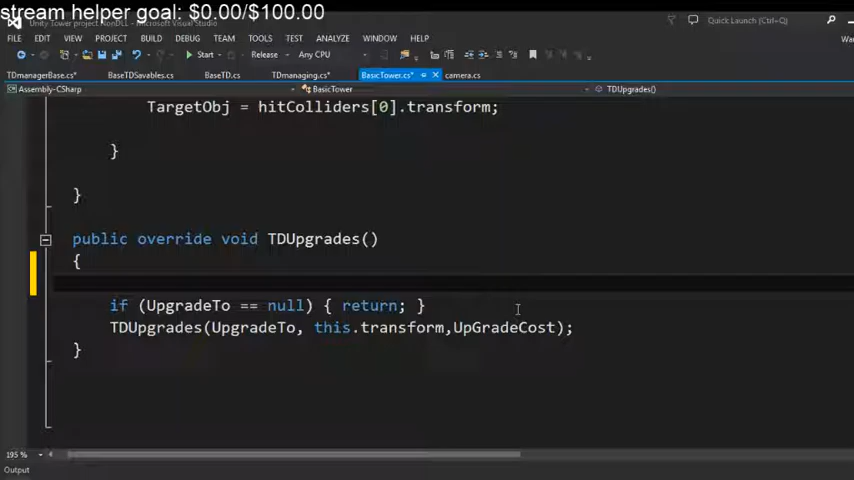 stream helper goal: $0.00/$100.00
Unity Tower project NonDLL - Microsoft Visual Studio
Quick Launch (Ctrl+Q)
FILE EDIT VIEW PROJECT BUILD DEBUG TEAM TOOLS TEST ANALYZE WINDOW HELP
Start Release Any CPU
TDmanagerBase.cs* BaseTDSavables.cs BaseTD.cs TDmanaging.cs* BasicTower.cs* camera.cs
Assembly-CSharp BasicTower TDUpgrades()
TargetObj = hitColliders[0].transform;
}
}
public override void TDUpgrades()
{
if (UpgradeTo == null) { return; }
TDUpgrades(UpgradeTo, this.transform,UpGradeCost);
}
195 %
Output